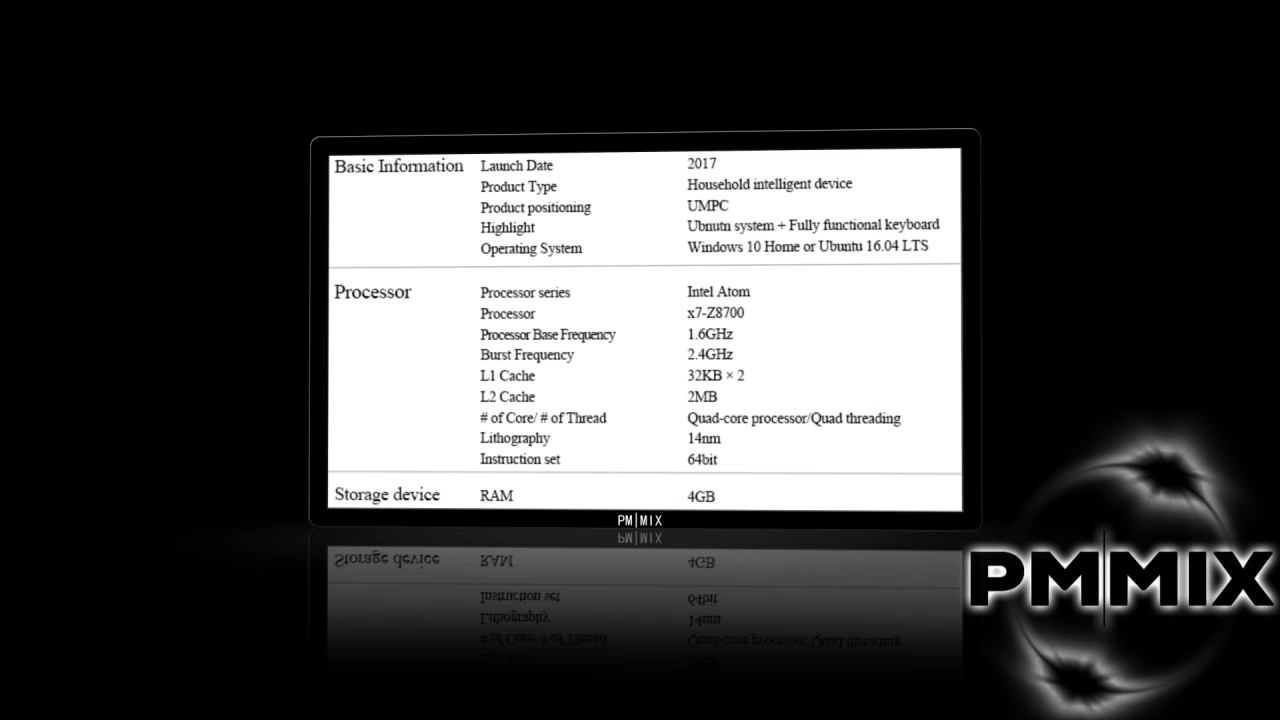 Basic Information Launch Date 2017
Product Type Household intelligent device
Product positioning UMPC
Highlight Ubnutn system + Fully functional keyboard
Operating System Windows 10 Home or Ubuntu 16.04 LTS
Processor Processor series Intel Atom
Processor x7-Z8700
Processor Base Frequency 1.6GHz
Burst Frequency 2.4GHz
L1 Cache 32KB × 2
L2 Cache 2MB
# of Core/ # of Thread Quad-core processor/Quad threading
Lithography 14nm
Instruction set 64bit
Storage device RAM 4GB
PM|MIX
PM|MIX